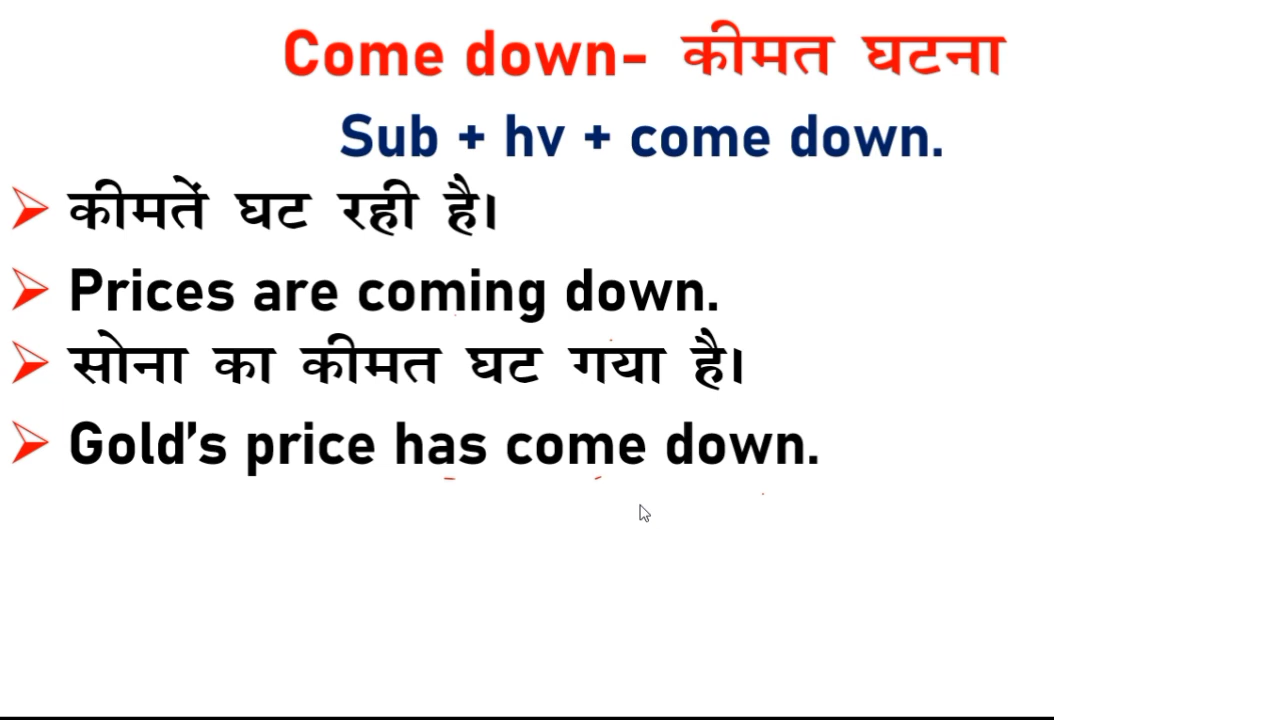 Come down- कीमत घटना
Sub + hv + come down.
कीमतें घट रही है।
Prices are coming down.
सोना का कीमत घट गया है।
Gold’s price has come down.